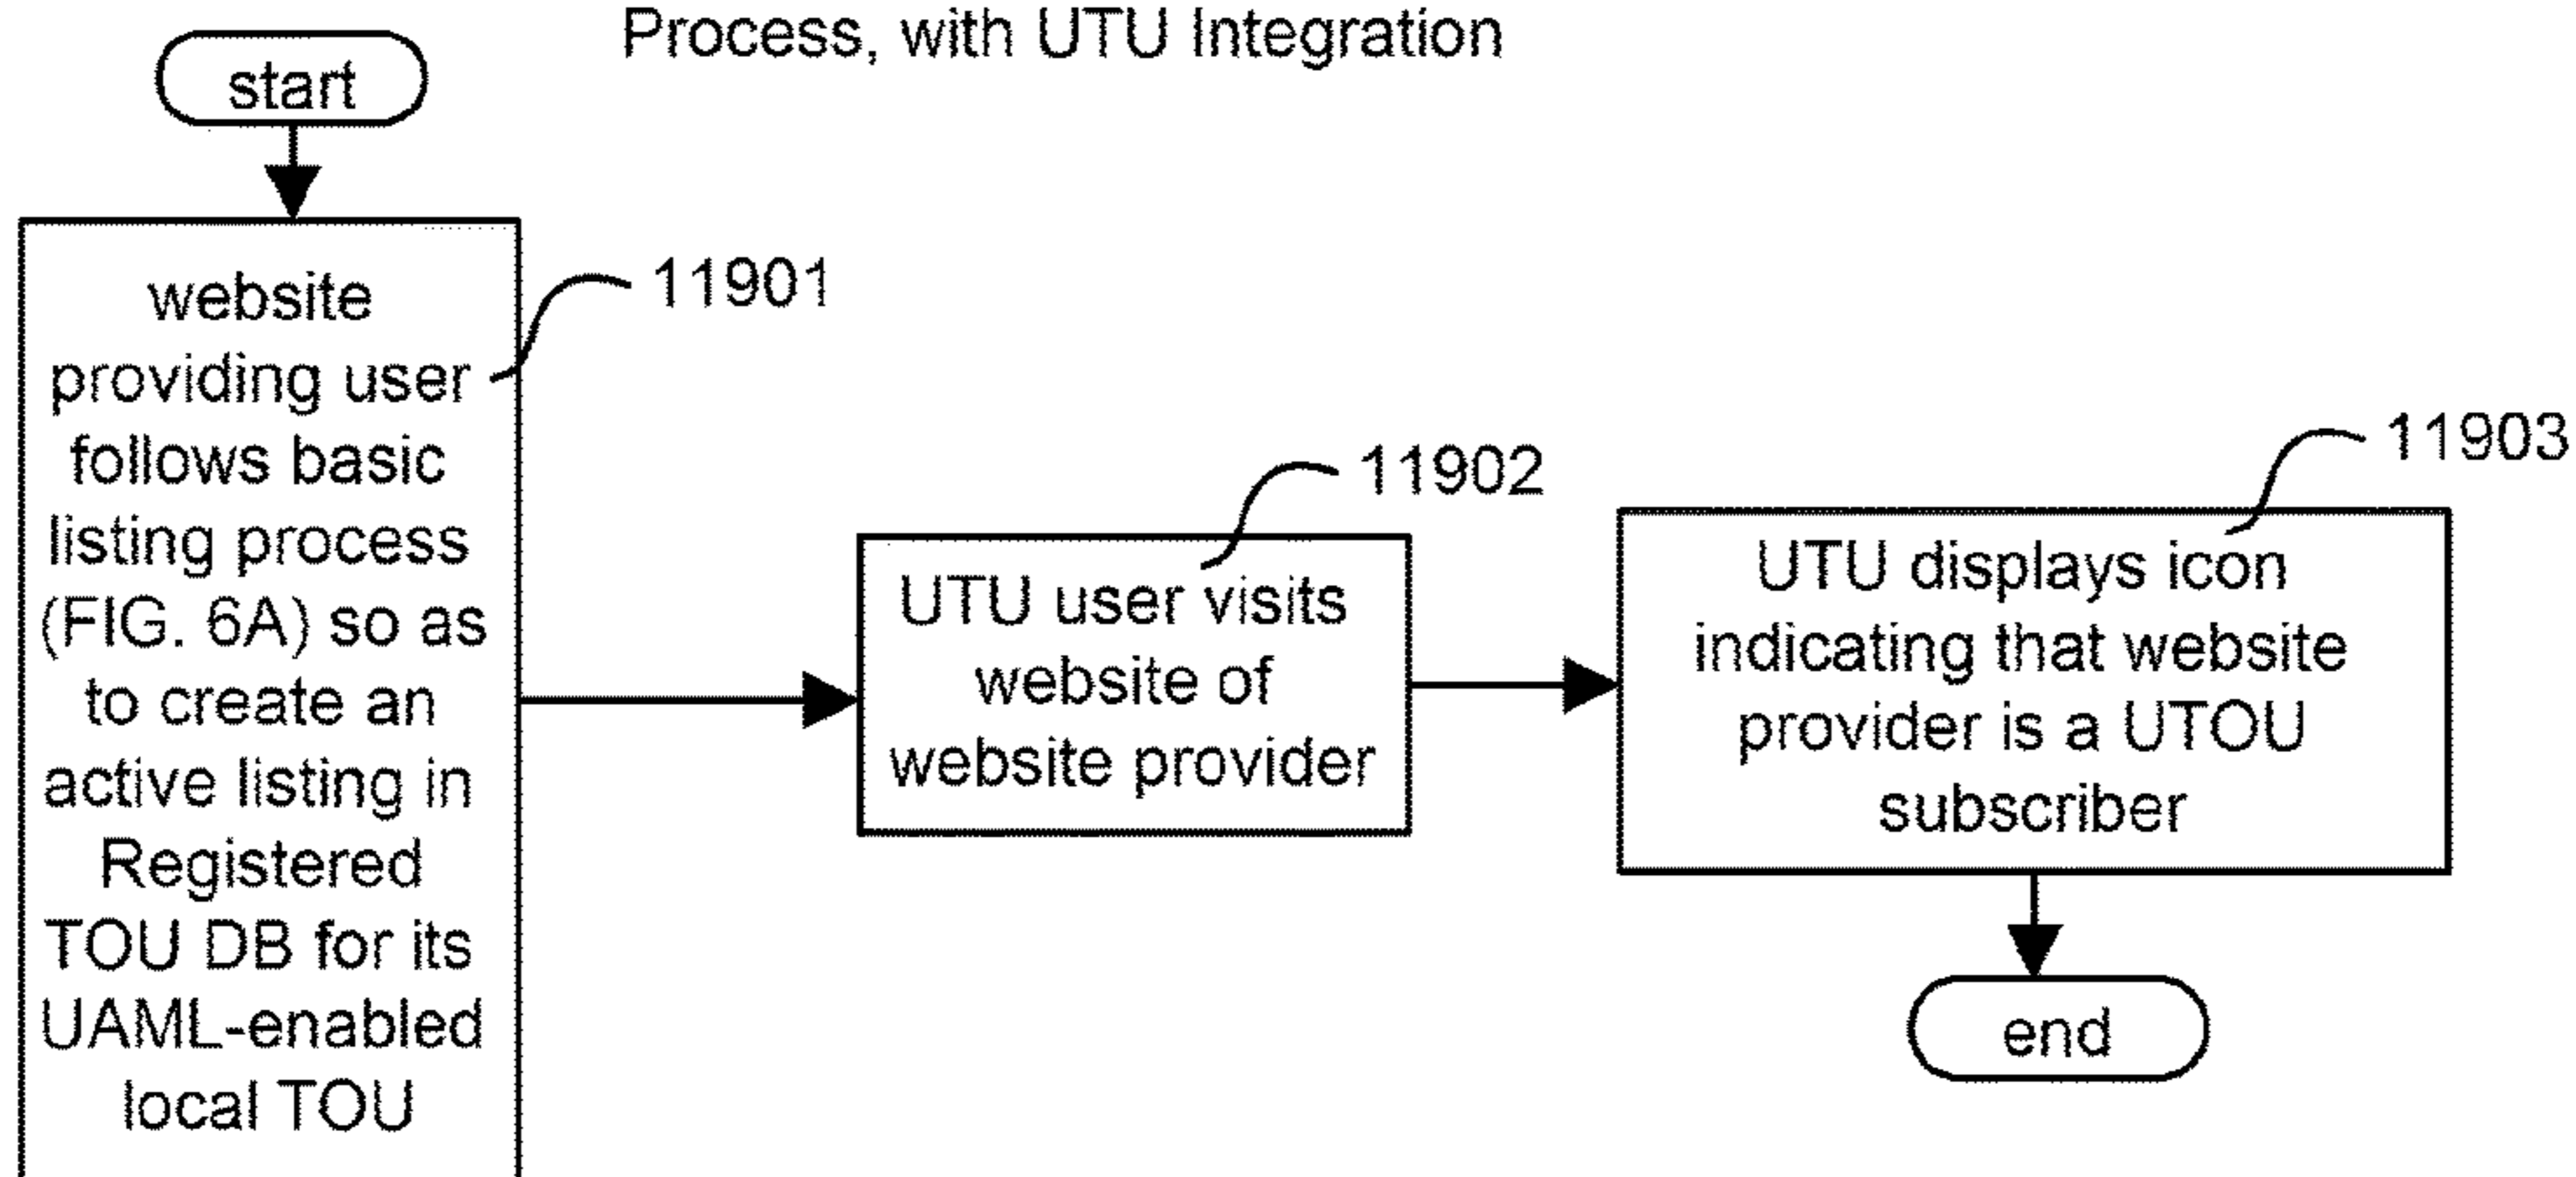 Process, with UTU Integration
start
11901
website
providing user
follows basic
listing process
(FIG. 6A) so as
to create an
active listing in
Registered
TOU DB for its
UAML-enabled
local TOU
11902
UTU user visits
website of
website provider
11903
UTU displays icon
indicating that website
provider is a UTOU
subscriber
end